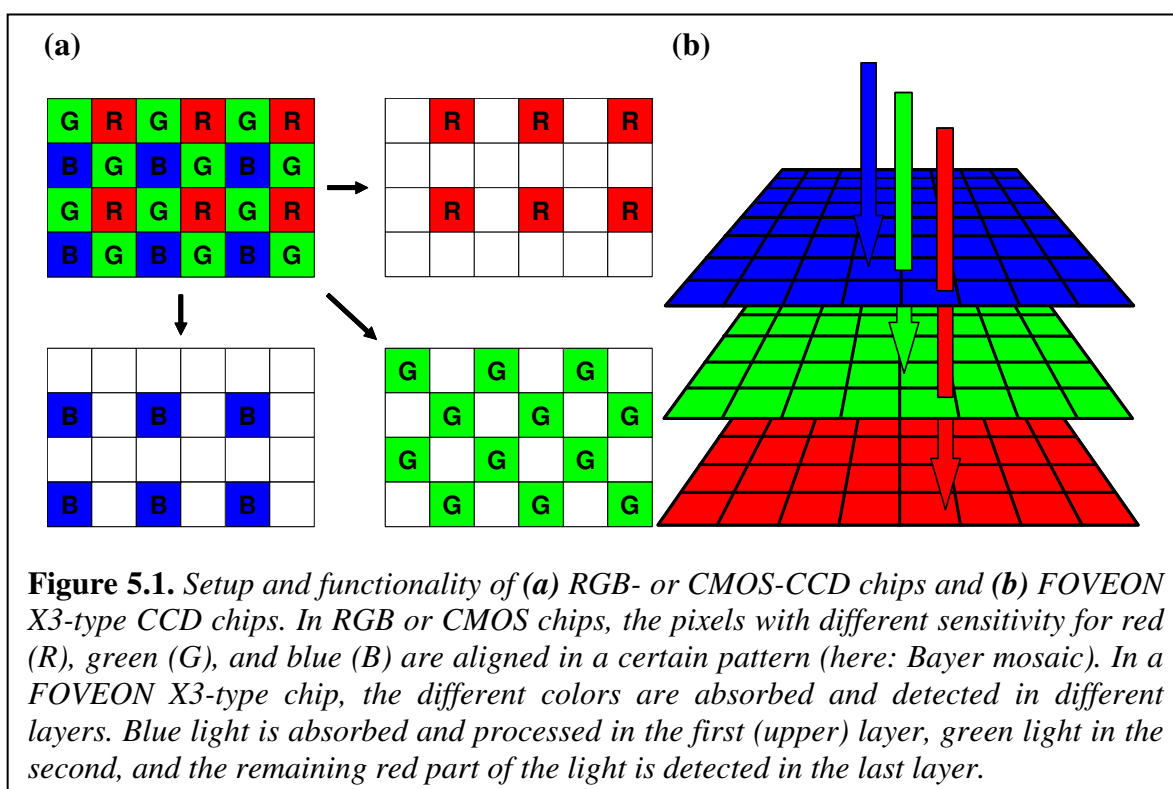 (a)
(b)
G R G R G R
B G B G B G
G R G R G R
B G B G B G
R R R
R R R
B B B
B B B
G G G
G G G
G G G
G G G
Figure 5.1. Setup and functionality of (a) RGB- or CMOS-CCD chips and (b) FOVEON
X3-type CCD chips. In RGB or CMOS chips, the pixels with different sensitivity for red
(R), green (G), and blue (B) are aligned in a certain pattern (here: Bayer mosaic). In a
FOVEON X3-type chip, the different colors are absorbed and detected in different
layers. Blue light is absorbed and processed in the first (upper) layer, green light in the
second, and the remaining red part of the light is detected in the last layer.